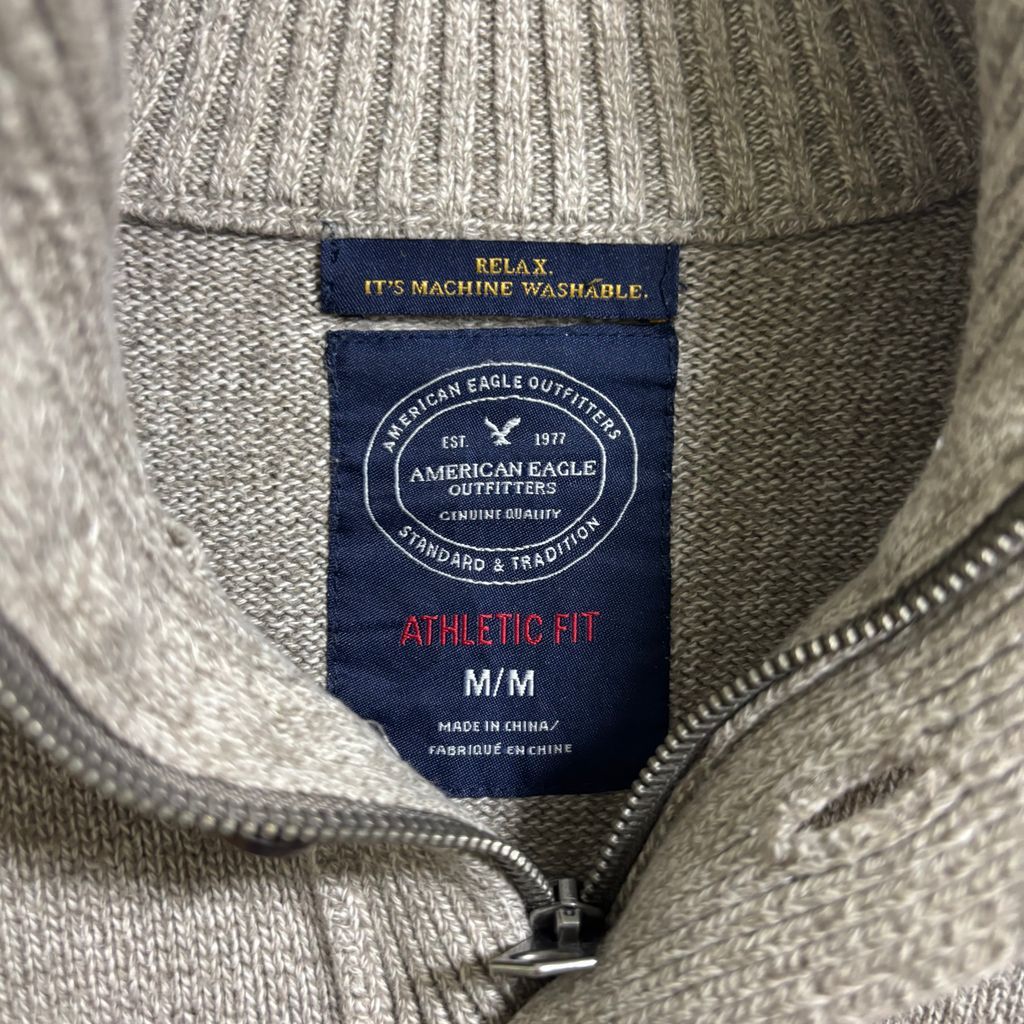 RELAX.
IT'S MACHINE WASHABLE.
AMERICAN EAGLE OUTFITTERS
EST. 1977
AMERICAN EAGLE
OUTFITTERS
GENUINE QUALITY
STANDARD & TRADITION
ATHLETIC FIT
M/M
MADE IN CHINA/
FABRIQUÉ EN CHINE